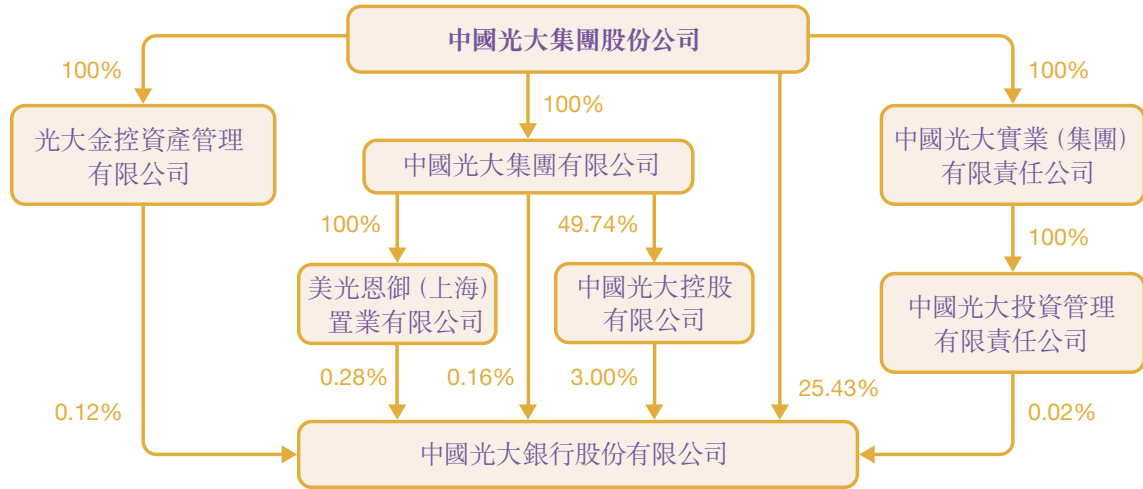 中國光大集團股份公司
100%
100%
100%
光大金控資產管理
有限公司
中國光大集團有限公司
中國光大實業(集團)
有限責任公司
100%
49.74%
100%
美光恩御(上海)
置業有限公司
中國光大控股
有限公司
中國光大投資管理
有限責任公司
0.12%
0.28%
0.16%
3.00%
25.43%
0.02%
中國光大銀行股份有限公司